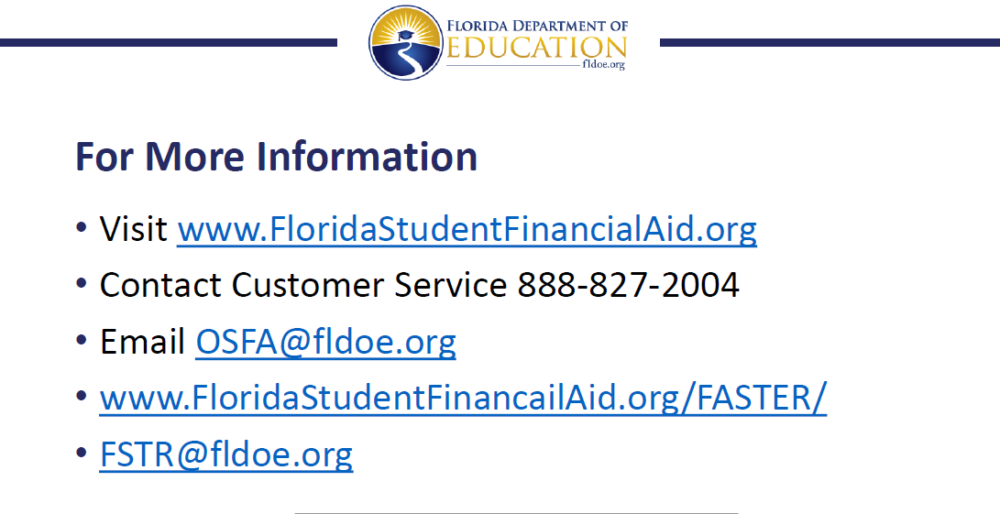 FLORIDA DEPARTMENT OF
EDUCATION
fldoe.org
For More Information
• Visit www.FloridaStudentFinancialAid.org
• Contact Customer Service 888-827-2004
• Email OSFA@fldoe.org
• www.FloridaStudentFinancailAid.org/FASTER/
• FSTR@fldoe.org